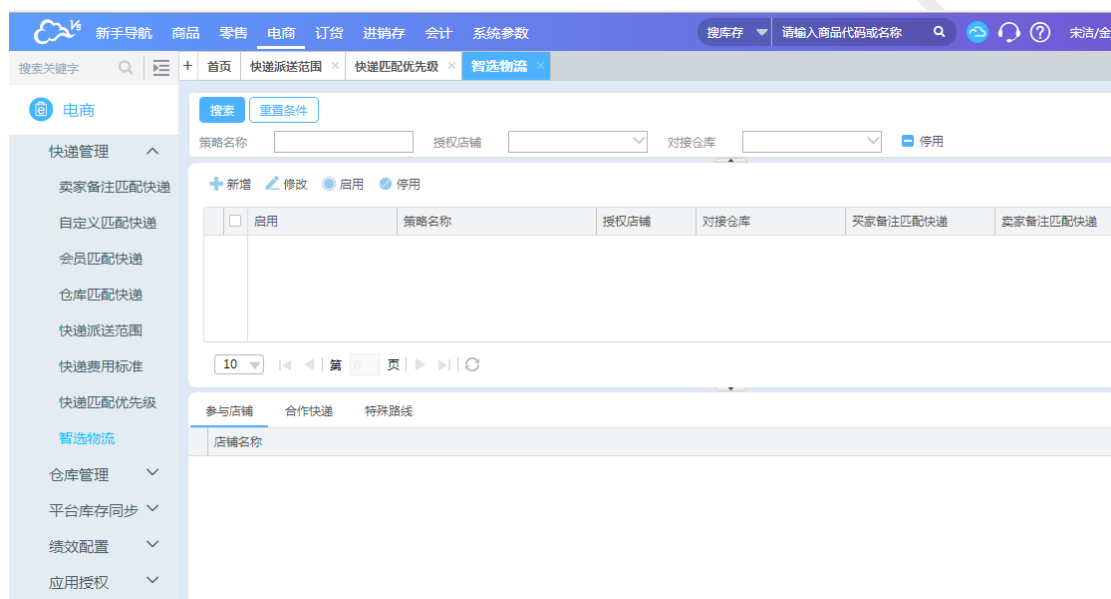 V5 新手导航 商品 零售 电商 订货 进销存 会计 系统参数 搜库存 请输入商品代码或名称 宋洁/金
搜索关键字 + 首页 快递派送范围 × 快递匹配优先级 × 智选物流 ×
电商
快递管理
卖家备注匹配快递
自定义匹配快递
会员匹配快递
仓库匹配快递
快递派送范围
快递费用标准
快递匹配优先级
智选物流
仓库管理
平台库存同步
绩效配置
应用授权
搜索 重置条件
策略名称 授权店铺 对接仓库 停用
新增 修改 启用 停用
启用 策略名称 授权店铺 对接仓库 买家备注匹配快递 卖家备注匹配快递
10 第 0 页
参与店铺 合作快递 特殊路线
店铺名称